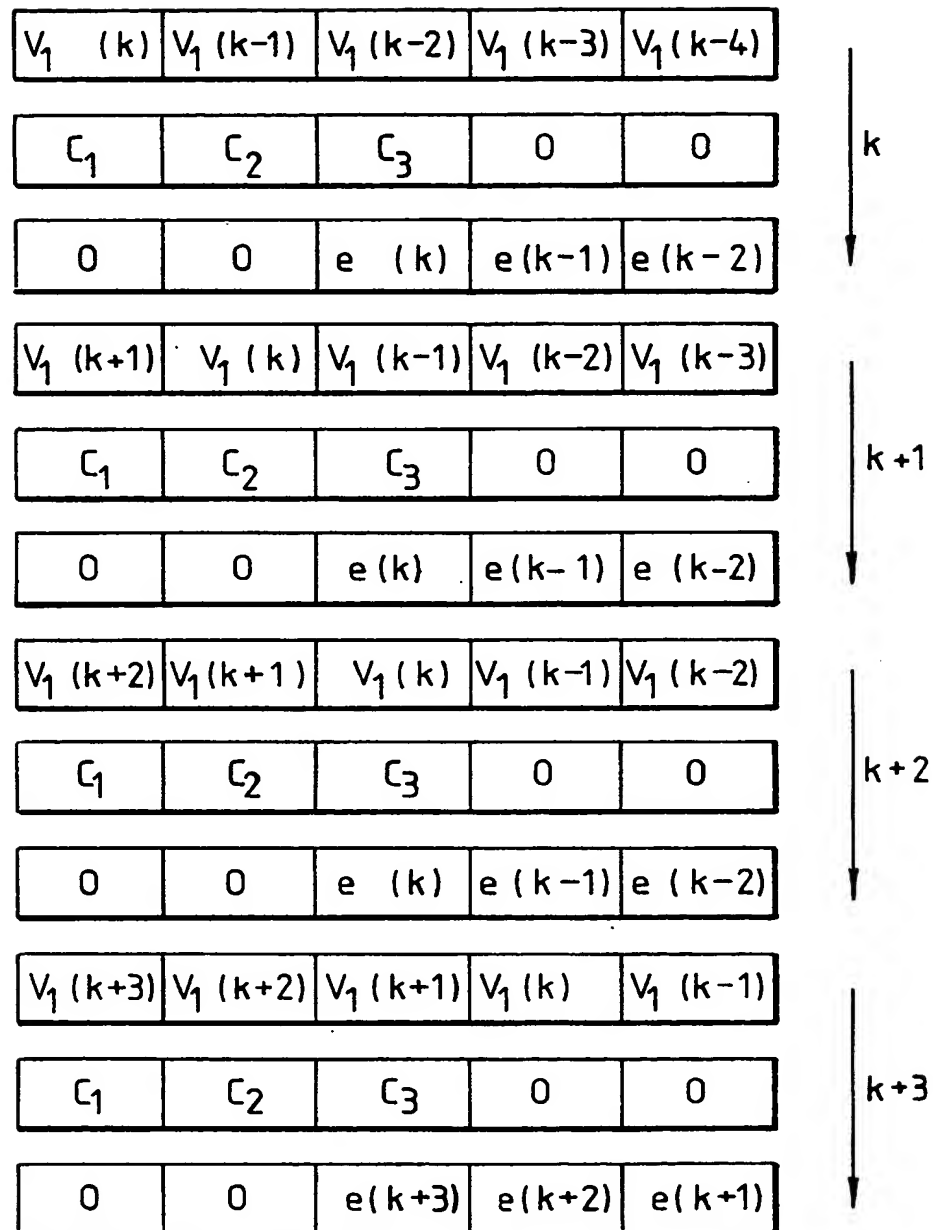 V₁ (k) V₁ (k-1) V₁ (k-2) V₁ (k-3) V₁ (k-4)
C₁ C₂ C₃ 0 0
k
0 0 e (k) e (k-1) e (k-2)
V₁ (k+1) V₁ (k) V₁ (k-1) V₁ (k-2) V₁ (k-3)
C₁ C₂ C₃ 0 0
k+1
0 0 e (k) e (k-1) e (k-2)
V₁ (k+2) V₁ (k+1) V₁ (k) V₁ (k-1) V₁ (k-2)
C₁ C₂ C₃ 0 0
k+2
0 0 e (k) e (k-1) e (k-2)
V₁ (k+3) V₁ (k+2) V₁ (k+1) V₁ (k) V₁ (k-1)
C₁ C₂ C₃ 0 0
k+3
0 0 e(k+3) e(k+2) e(k+1)